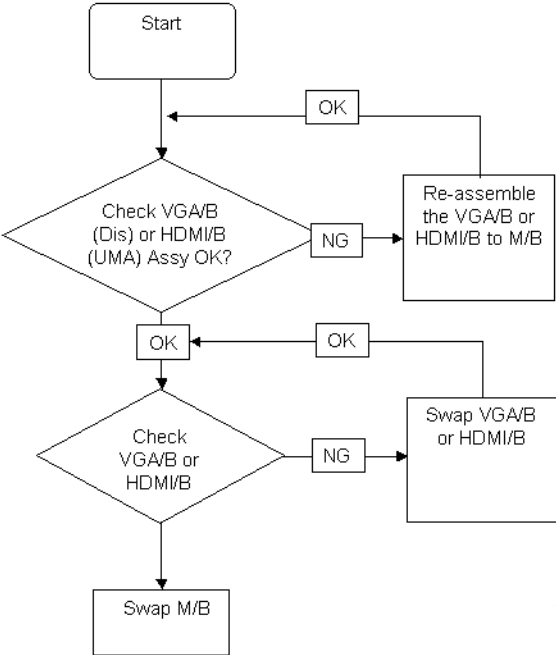 Start
OK
Check VGA/B
(Dis) or HDMI/B
(UMA) Assy OK?
NG
Re-assemble
the VGA/B or
HDMI/B to M/B
OK
OK
Check
VGA/B or
HDMI/B
NG
Swap VGA/B
or HDMI/B
Swap M/B